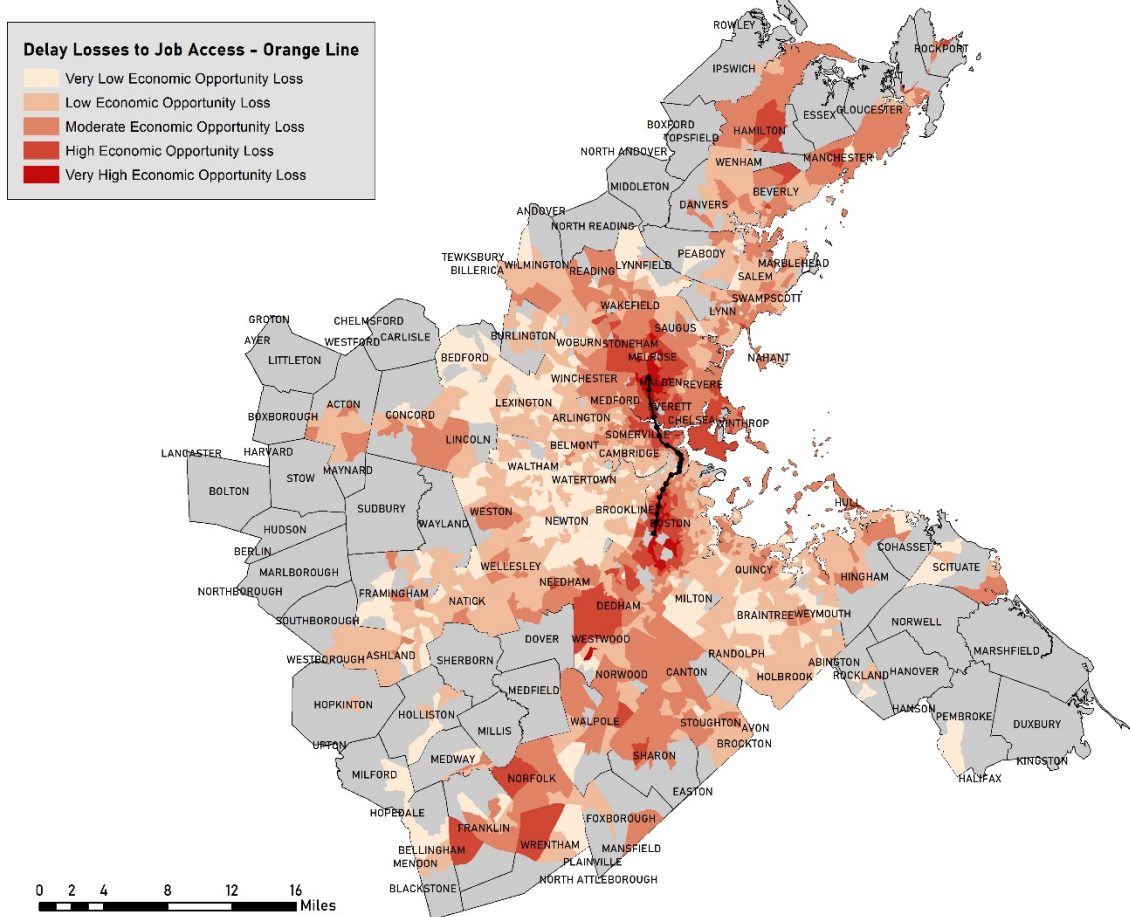 Delay Losses to Job Access - Orange Line
Very Low Economic Opportunity Loss
Low Economic Opportunity Loss
Moderate Economic Opportunity Loss
High Economic Opportunity Loss
Very High Economic Opportunity Loss
ROWLEY
ROCKPORT
IPSWICH
GLOUCESTER
ESSEX
BOXFORD
HAMILTON
TOPSFIELD
NORTH ANDOVER
MANCHESTER
WENHAM
MIDDLETON
BEVERLY
DANVERS
ANDOVER
NORTH READING
PEABODY
TEWKSBURY
WILMINGTON
LYNNFIELD
MARBLEHEAD
BILLERICA
READING
SALEM
SWAMPSCOTT
WAKEFIELD
LYNN
GROTON
CHELMSFORD
SAUGUS
AYER
WESTFORD
CARLISLE
BURLINGTON
WOBURN
STONEHAM
LITTLETON
BEDFORD
MELROSE
NAHANT
WINCHESTER
MALDEN
REVERE
ACTON
LEXINGTON
MEDFORD
EVERETT
BOXBOROUGH
CONCORD
ARLINGTON
CHELSEA
WINTHROP
LINCOLN
SOMERVILLE
BELMONT
CAMBRIDGE
LANCASTER
HARVARD
MAYNARD
WALTHAM
STOW
WATERTOWN
BOLTON
SUDBURY
WESTON
BROOKLINE
HULL
HUDSON
WAYLAND
NEWTON
BOSTON
COHASSET
BERLIN
WELLESLEY
SCITUATE
MARLBOROUGH
QUINCY
HINGHAM
NORTHBOROUGH
FRAMINGHAM
NATICK
NEEDHAM
MILTON
DEDHAM
BRAINTREE
WEYMOUTH
SOUTHBOROUGH
NORWELL
DOVER
WESTWOOD
WESTBOROUGH
ASHLAND
SHERBORN
RANDOLPH
MARSHFIELD
ABINGTON
CANTON
NORWOOD
ROCKLAND
HANOVER
HOLBROOK
MEDFIELD
HOPKINTON
HOLLISTON
WALPOLE
STOUGHTON
AVON
HANSON
PEMBROKE
MILLIS
DUXBURY
UPTON
BROCKTON
MEDWAY
SHARON
KINGSTON
MILFORD
NORFOLK
HALIFAX
EASTON
HOPEDALE
FOXBOROUGH
FRANKLIN
WRENTHAM
BELLINGHAM
MANSFIELD
MENDON
PLAINVILLE
NORTH ATTLEBOROUGH
BLACKSTONE
0 2 4 8 12 16
Miles